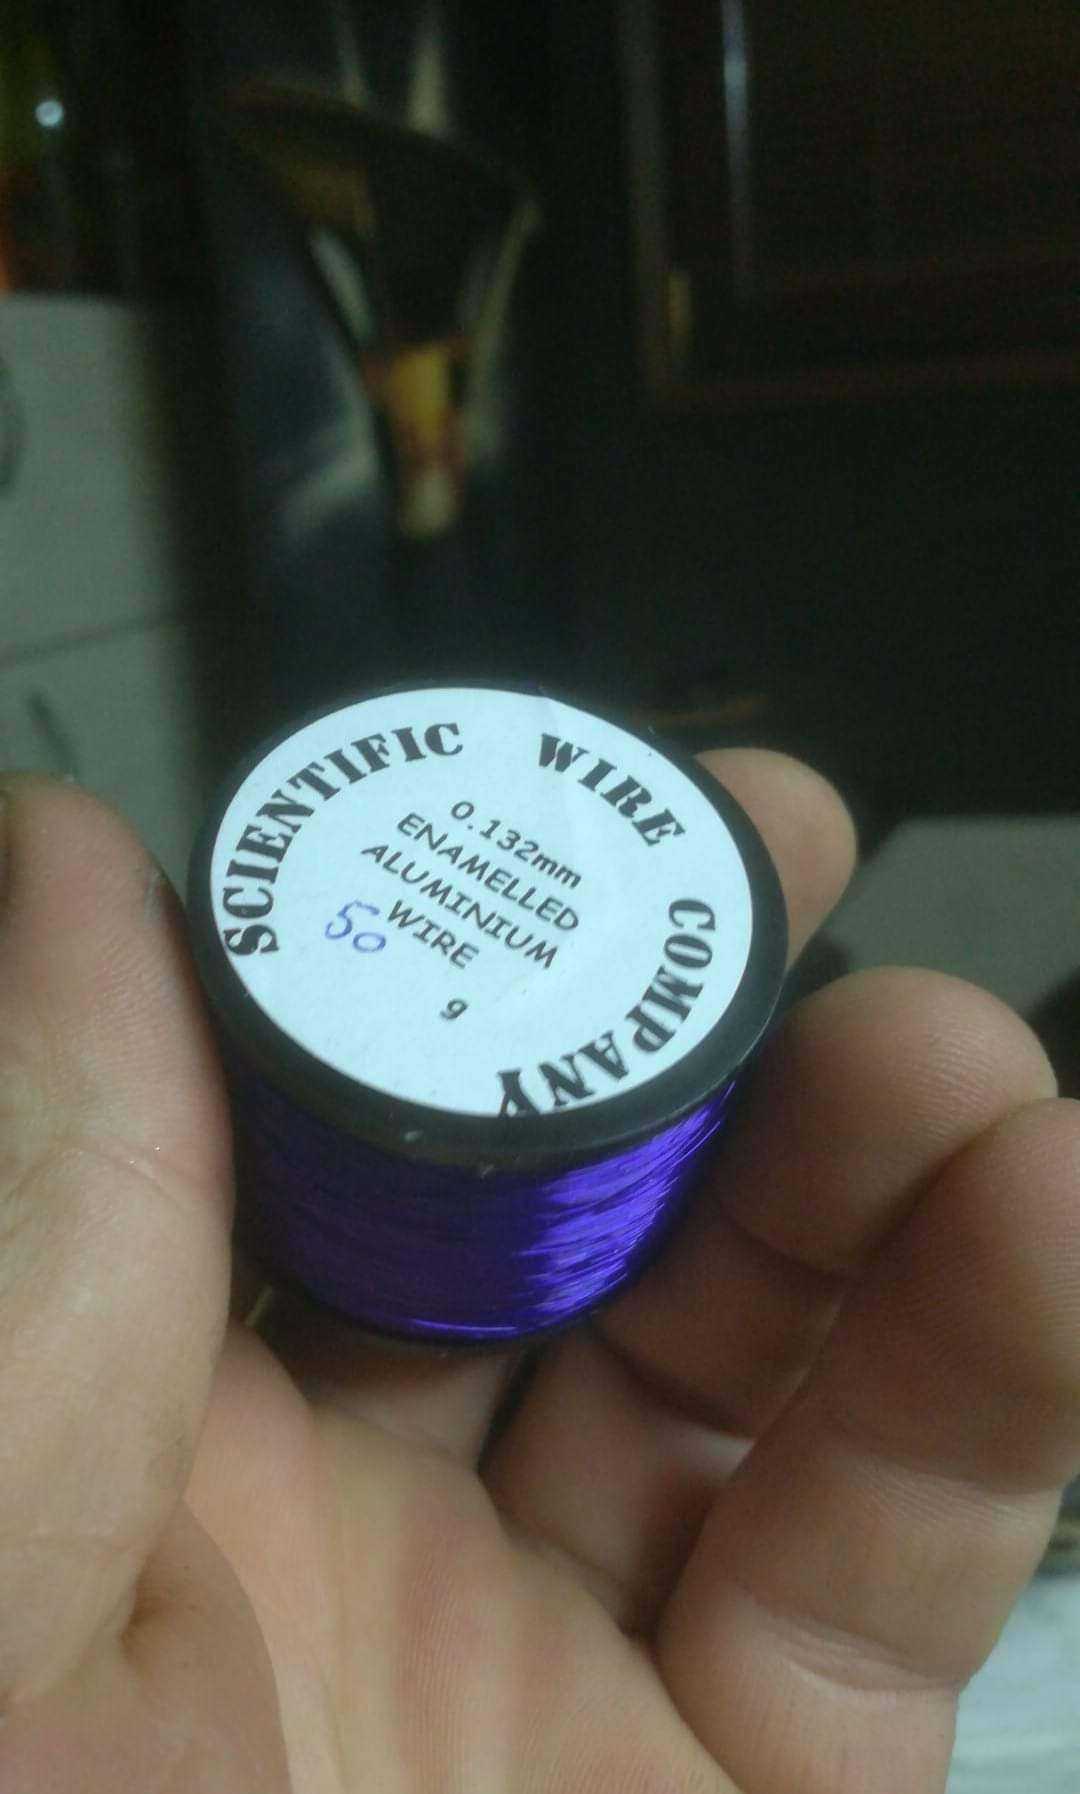 SCIENTIFIC WIRE COMPANY
0.132mm
ENAMELLED
ALUMINIUM
WIRE
50 g